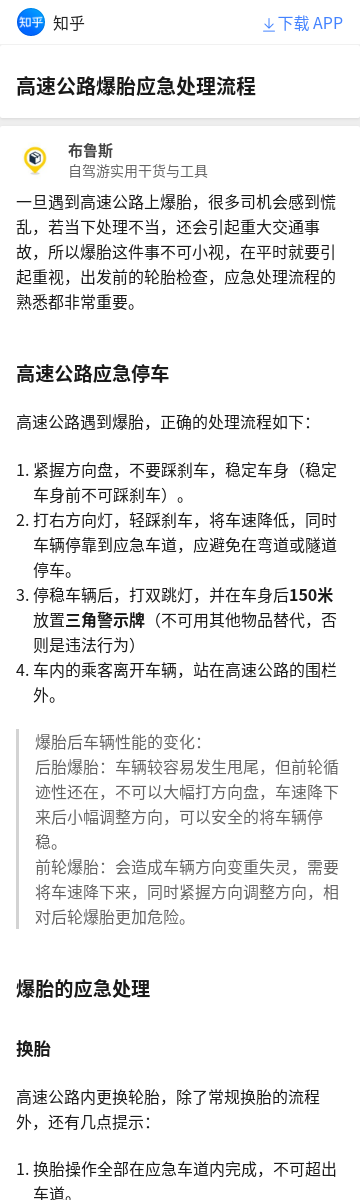 知乎 知乎 下载 APP
高速公路爆胎应急处理流程
布鲁斯
自驾游实用干货与工具
一旦遇到高速公路上爆胎，很多司机会感到慌
乱，若当下处理不当，还会引起重大交通事
故，所以爆胎这件事不可小视，在平时就要引
起重视，出发前的轮胎检查，应急处理流程的
熟悉都非常重要。
高速公路应急停车
高速公路遇到爆胎，正确的处理流程如下：
1. 紧握方向盘，不要踩刹车，稳定车身（稳定
车身前不可踩刹车）。
2. 打右方向灯，轻踩刹车，将车速降低，同时
车辆停靠到应急车道，应避免在弯道或隧道
停车。
3. 停稳车辆后，打双跳灯，并在车身后150米
放置三角警示牌（不可用其他物品替代，否
则是违法行为）
4. 车内的乘客离开车辆，站在高速公路的围栏
外。
爆胎后车辆性能的变化：
后胎爆胎：车辆较容易发生甩尾，但前轮循
迹性还在，不可以大幅打方向盘，车速降下
来后小幅调整方向，可以安全的将车辆停
稳。
前轮爆胎：会造成车辆方向变重失灵，需要
将车速降下来，同时紧握方向调整方向，相
对后轮爆胎更加危险。
爆胎的应急处理
换胎
高速公路内更换轮胎，除了常规换胎的流程
外，还有几点提示：
1. 换胎操作全部在应急车道内完成，不可超出
车道。